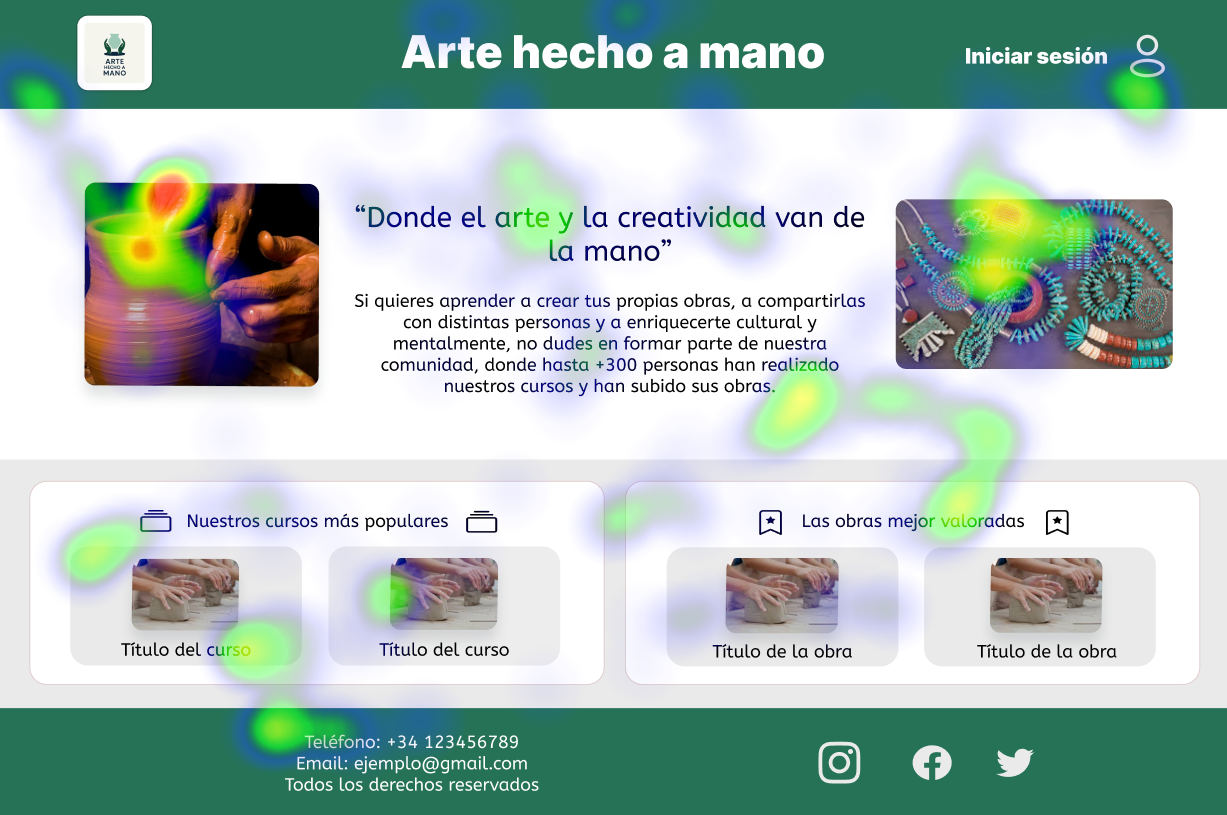 ARTE
HECHO A
MANO
Arte hecho a mano
Iniciar sesión
“Donde el arte y la creatividad van de
la mano”
Si quieres aprender a crear tus propias obras, a compartirlas
con distintas personas y a enriquecerte cultural y
mentalmente, no dudes en formar parte de nuestra
comunidad, donde hasta +300 personas han realizado
nuestros cursos y han subido sus obras.
Nuestros cursos más populares
Título del curso
Título del curso
Las obras mejor valoradas
Título de la obra
Título de la obra
Teléfono: +34 123456789
Email: ejemplo@gmail.com
Todos los derechos reservados